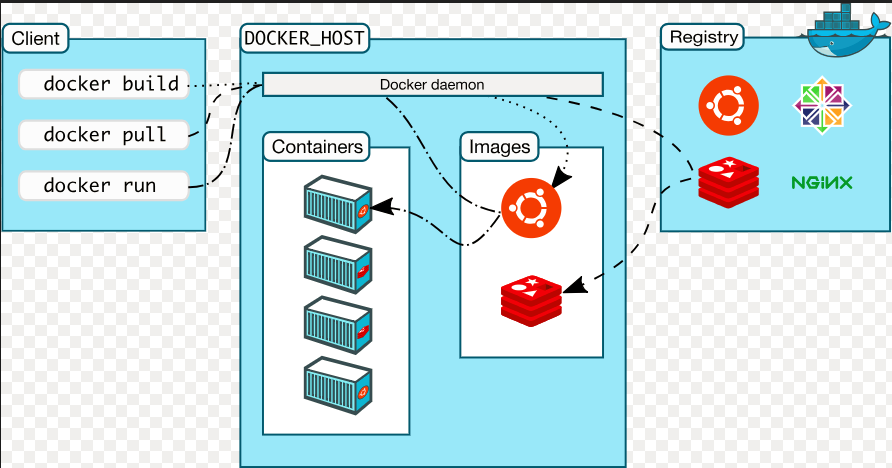 Client
docker build
docker pull
docker run
DOCKER_HOST
Docker daemon
Containers
Images
Registry
NGINX